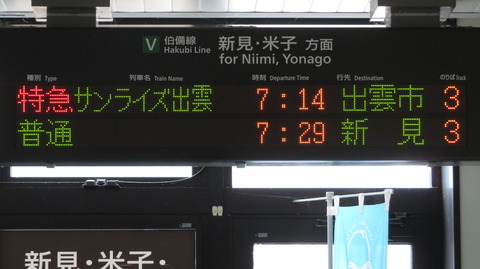 V 伯備線 Hakubi Line 新見・米子 方面
for Niimi, Yonago
種別 Type 列車名 Train Name 時刻 Departure Time 行先 Destination のりば Track
特急 サンライズ出雲 7:14 出雲市 3
普通 7:29 新見 3
新見・米子・